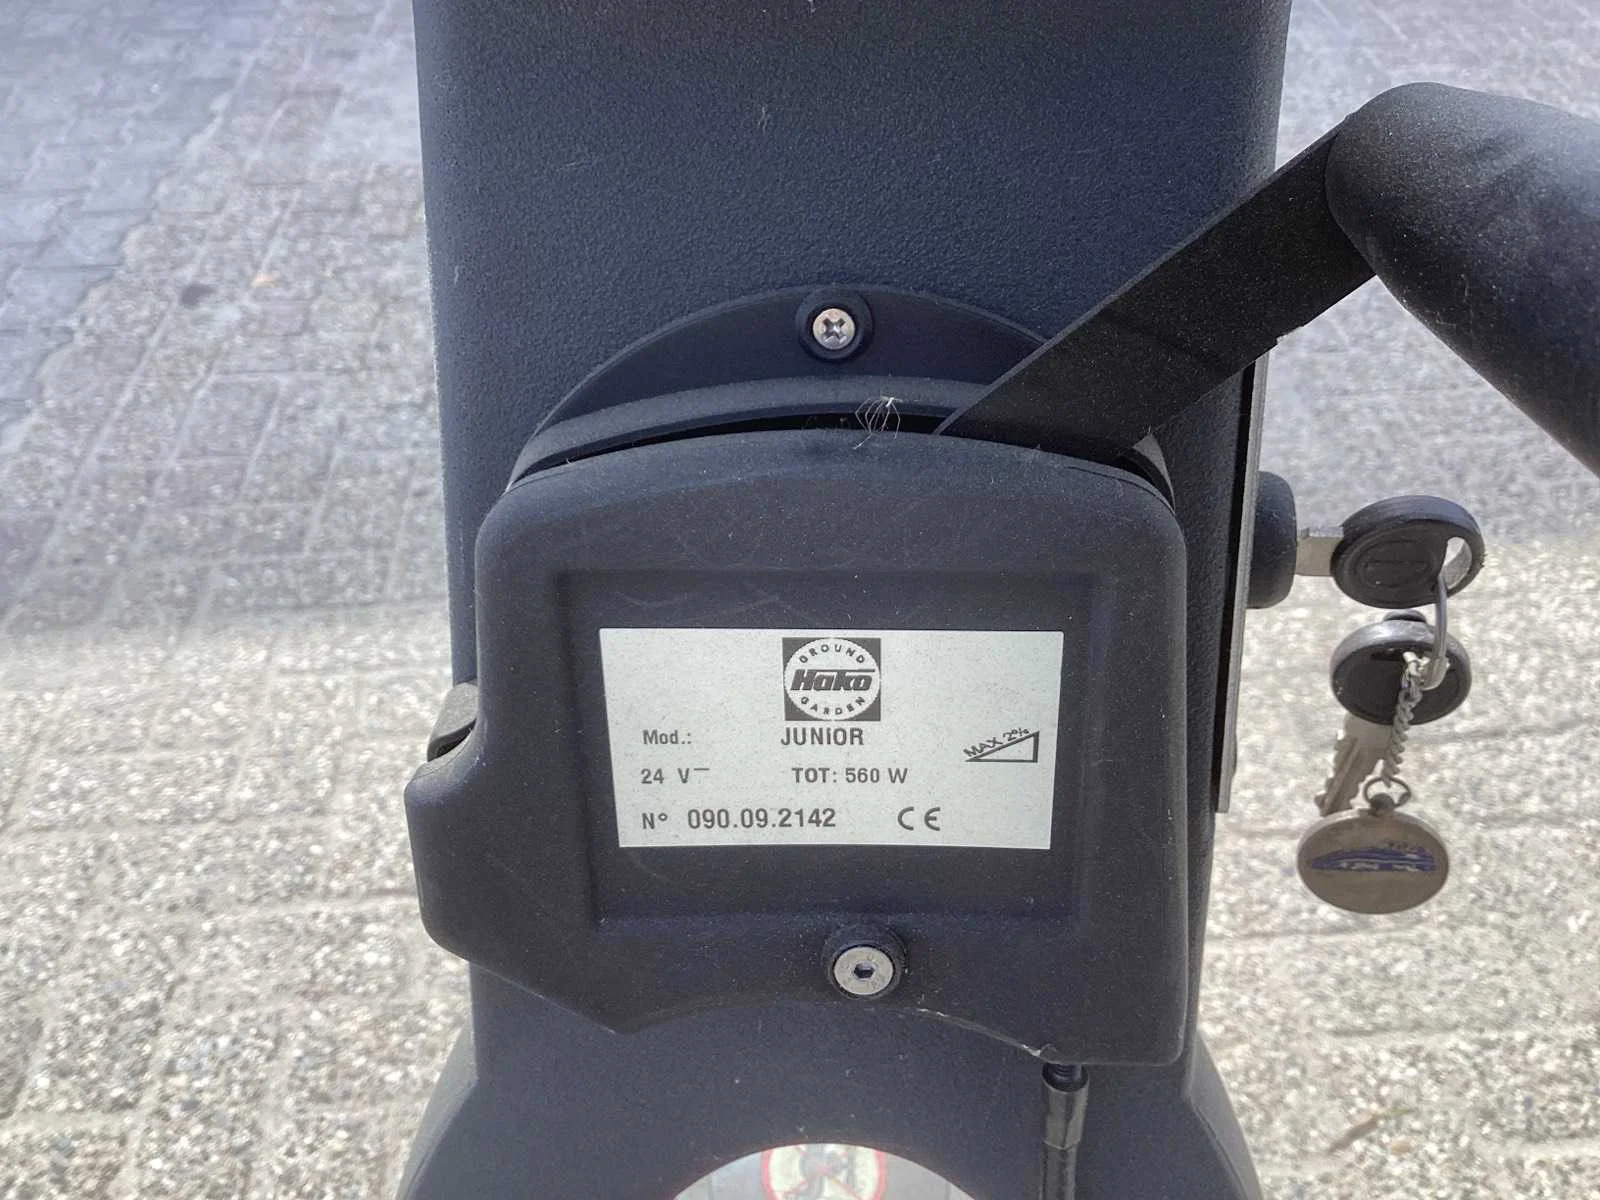 GROUND
Hako
GARDEN
Mod.: JUNIOR
MAX 2%
24 V TOT: 560 W
N° 090.09.2142 CE